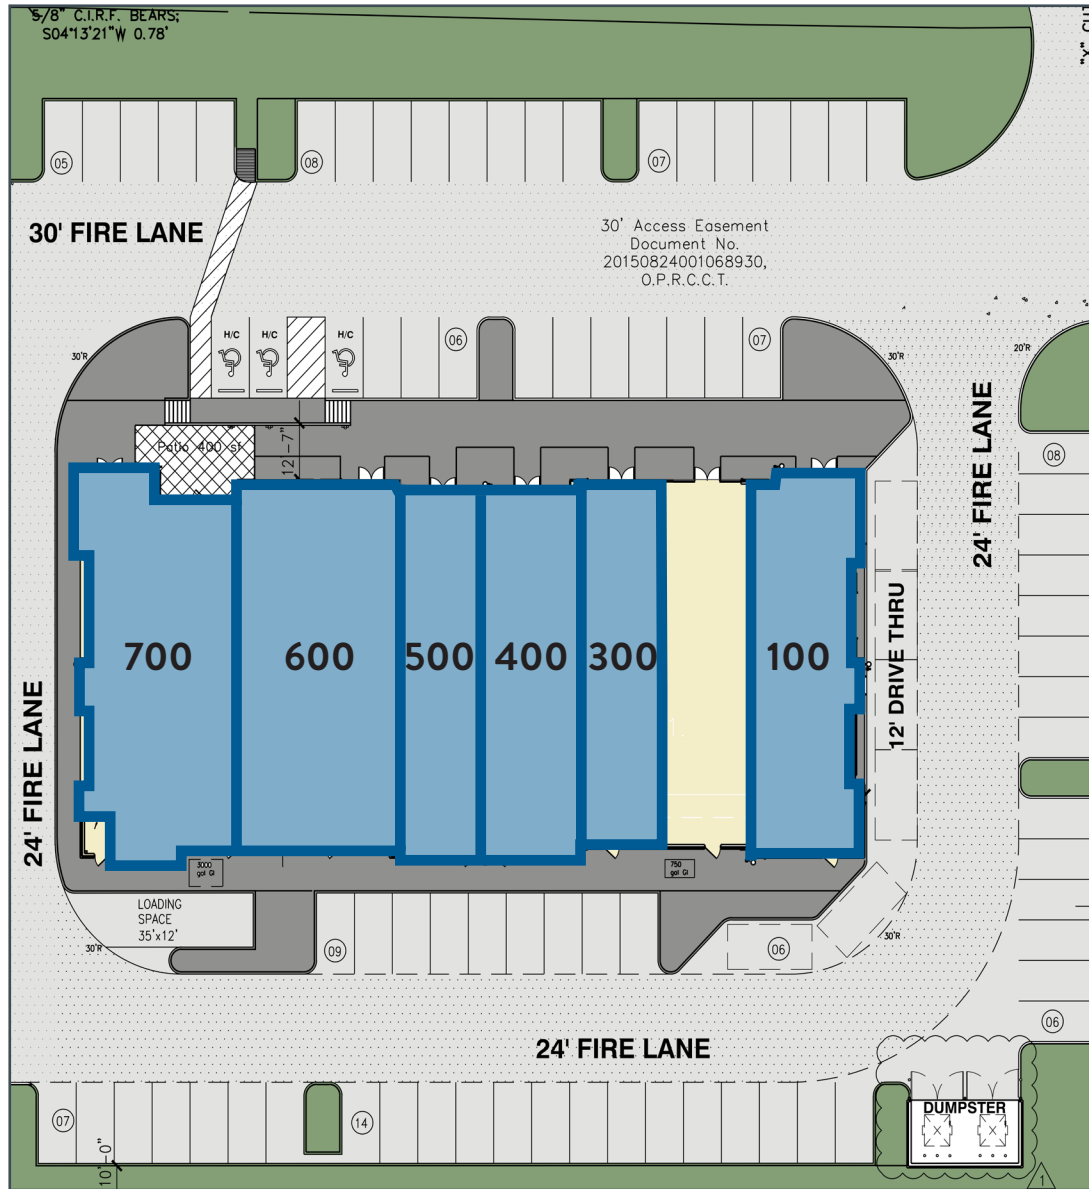 5/8" C.I.R.F. BEARS;
S04°13'21"W 0.78'
05
08
07
30' FIRE LANE
30' Access Easement
Document No.
20150824001068930,
O.P.R.C.C.T.
H/C
H/C
H/C
06
07
30'R
30'R
20'R
Patio 400 sf
12'-7"
24' FIRE LANE
08
700
600
500
400
300
100
12' DRIVE THRU
24' FIRE LANE
3000
gal GI
750
gal GI
LOADING
SPACE
35'x12'
30'R
09
06
30'R
06
24' FIRE LANE
07
14
10'-0"
DUMPSTER
1